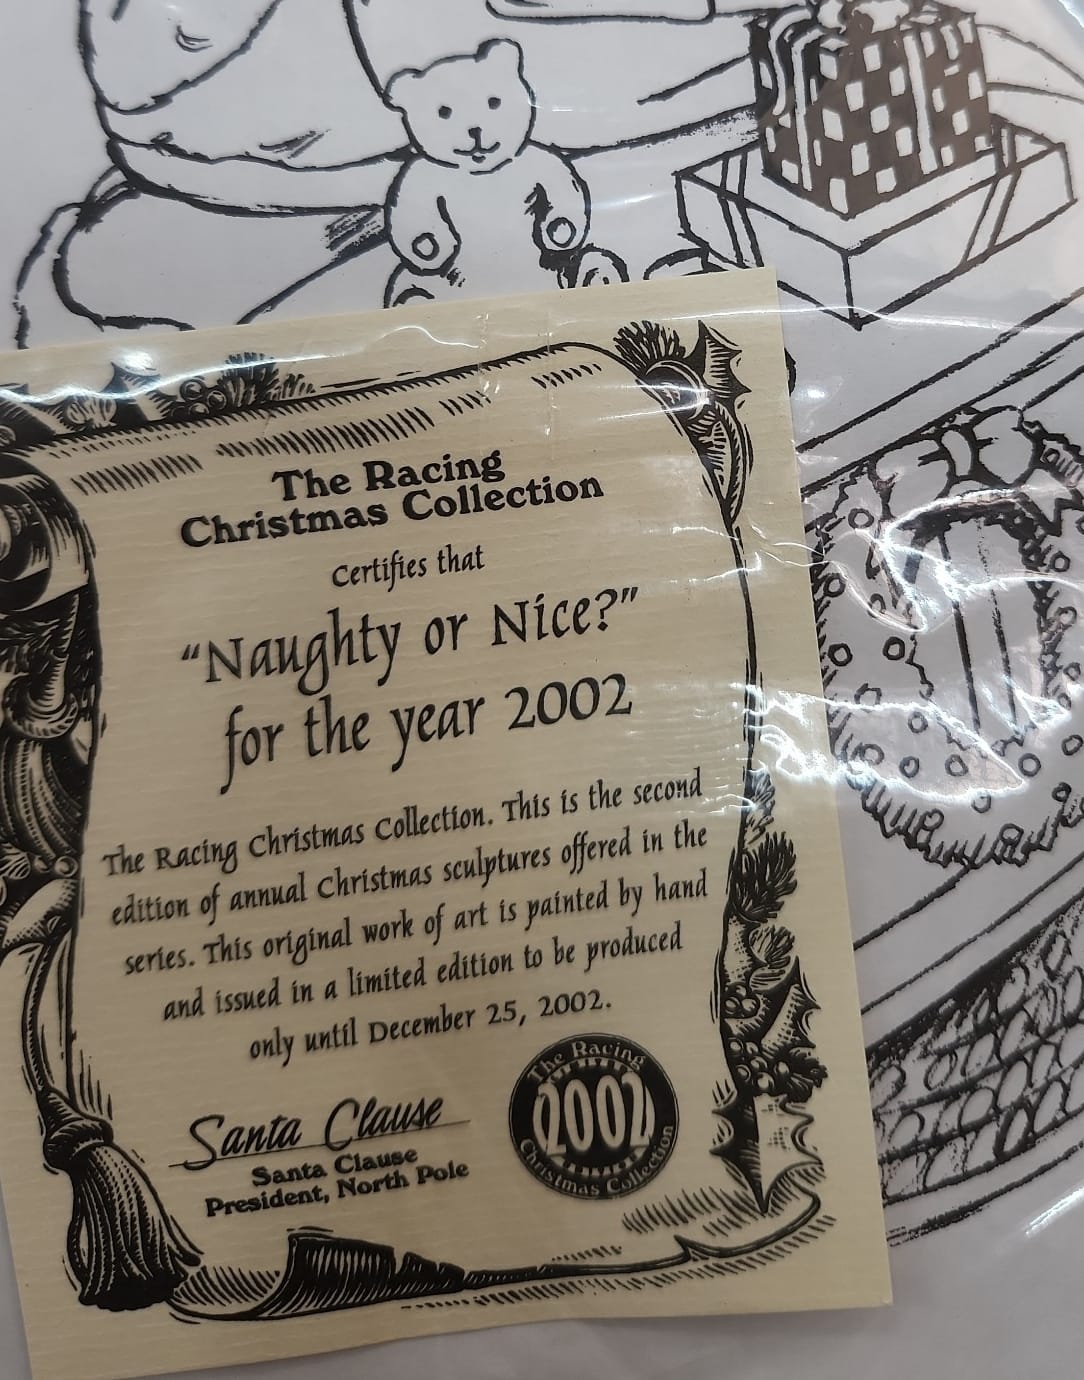 The Racing
Christmas Collection
Certifies that
“Naughty or Nice?”
for the year 2002
The Racing Christmas Collection. This is the second
edition of annual Christmas sculptures offered in the
series. This original work of art is painted by hand
and issued in a limited edition to be produced
only until December 25, 2002.
Santa Clause
Santa Clause
President, North Pole
The Racing
2002
Christmas Collection